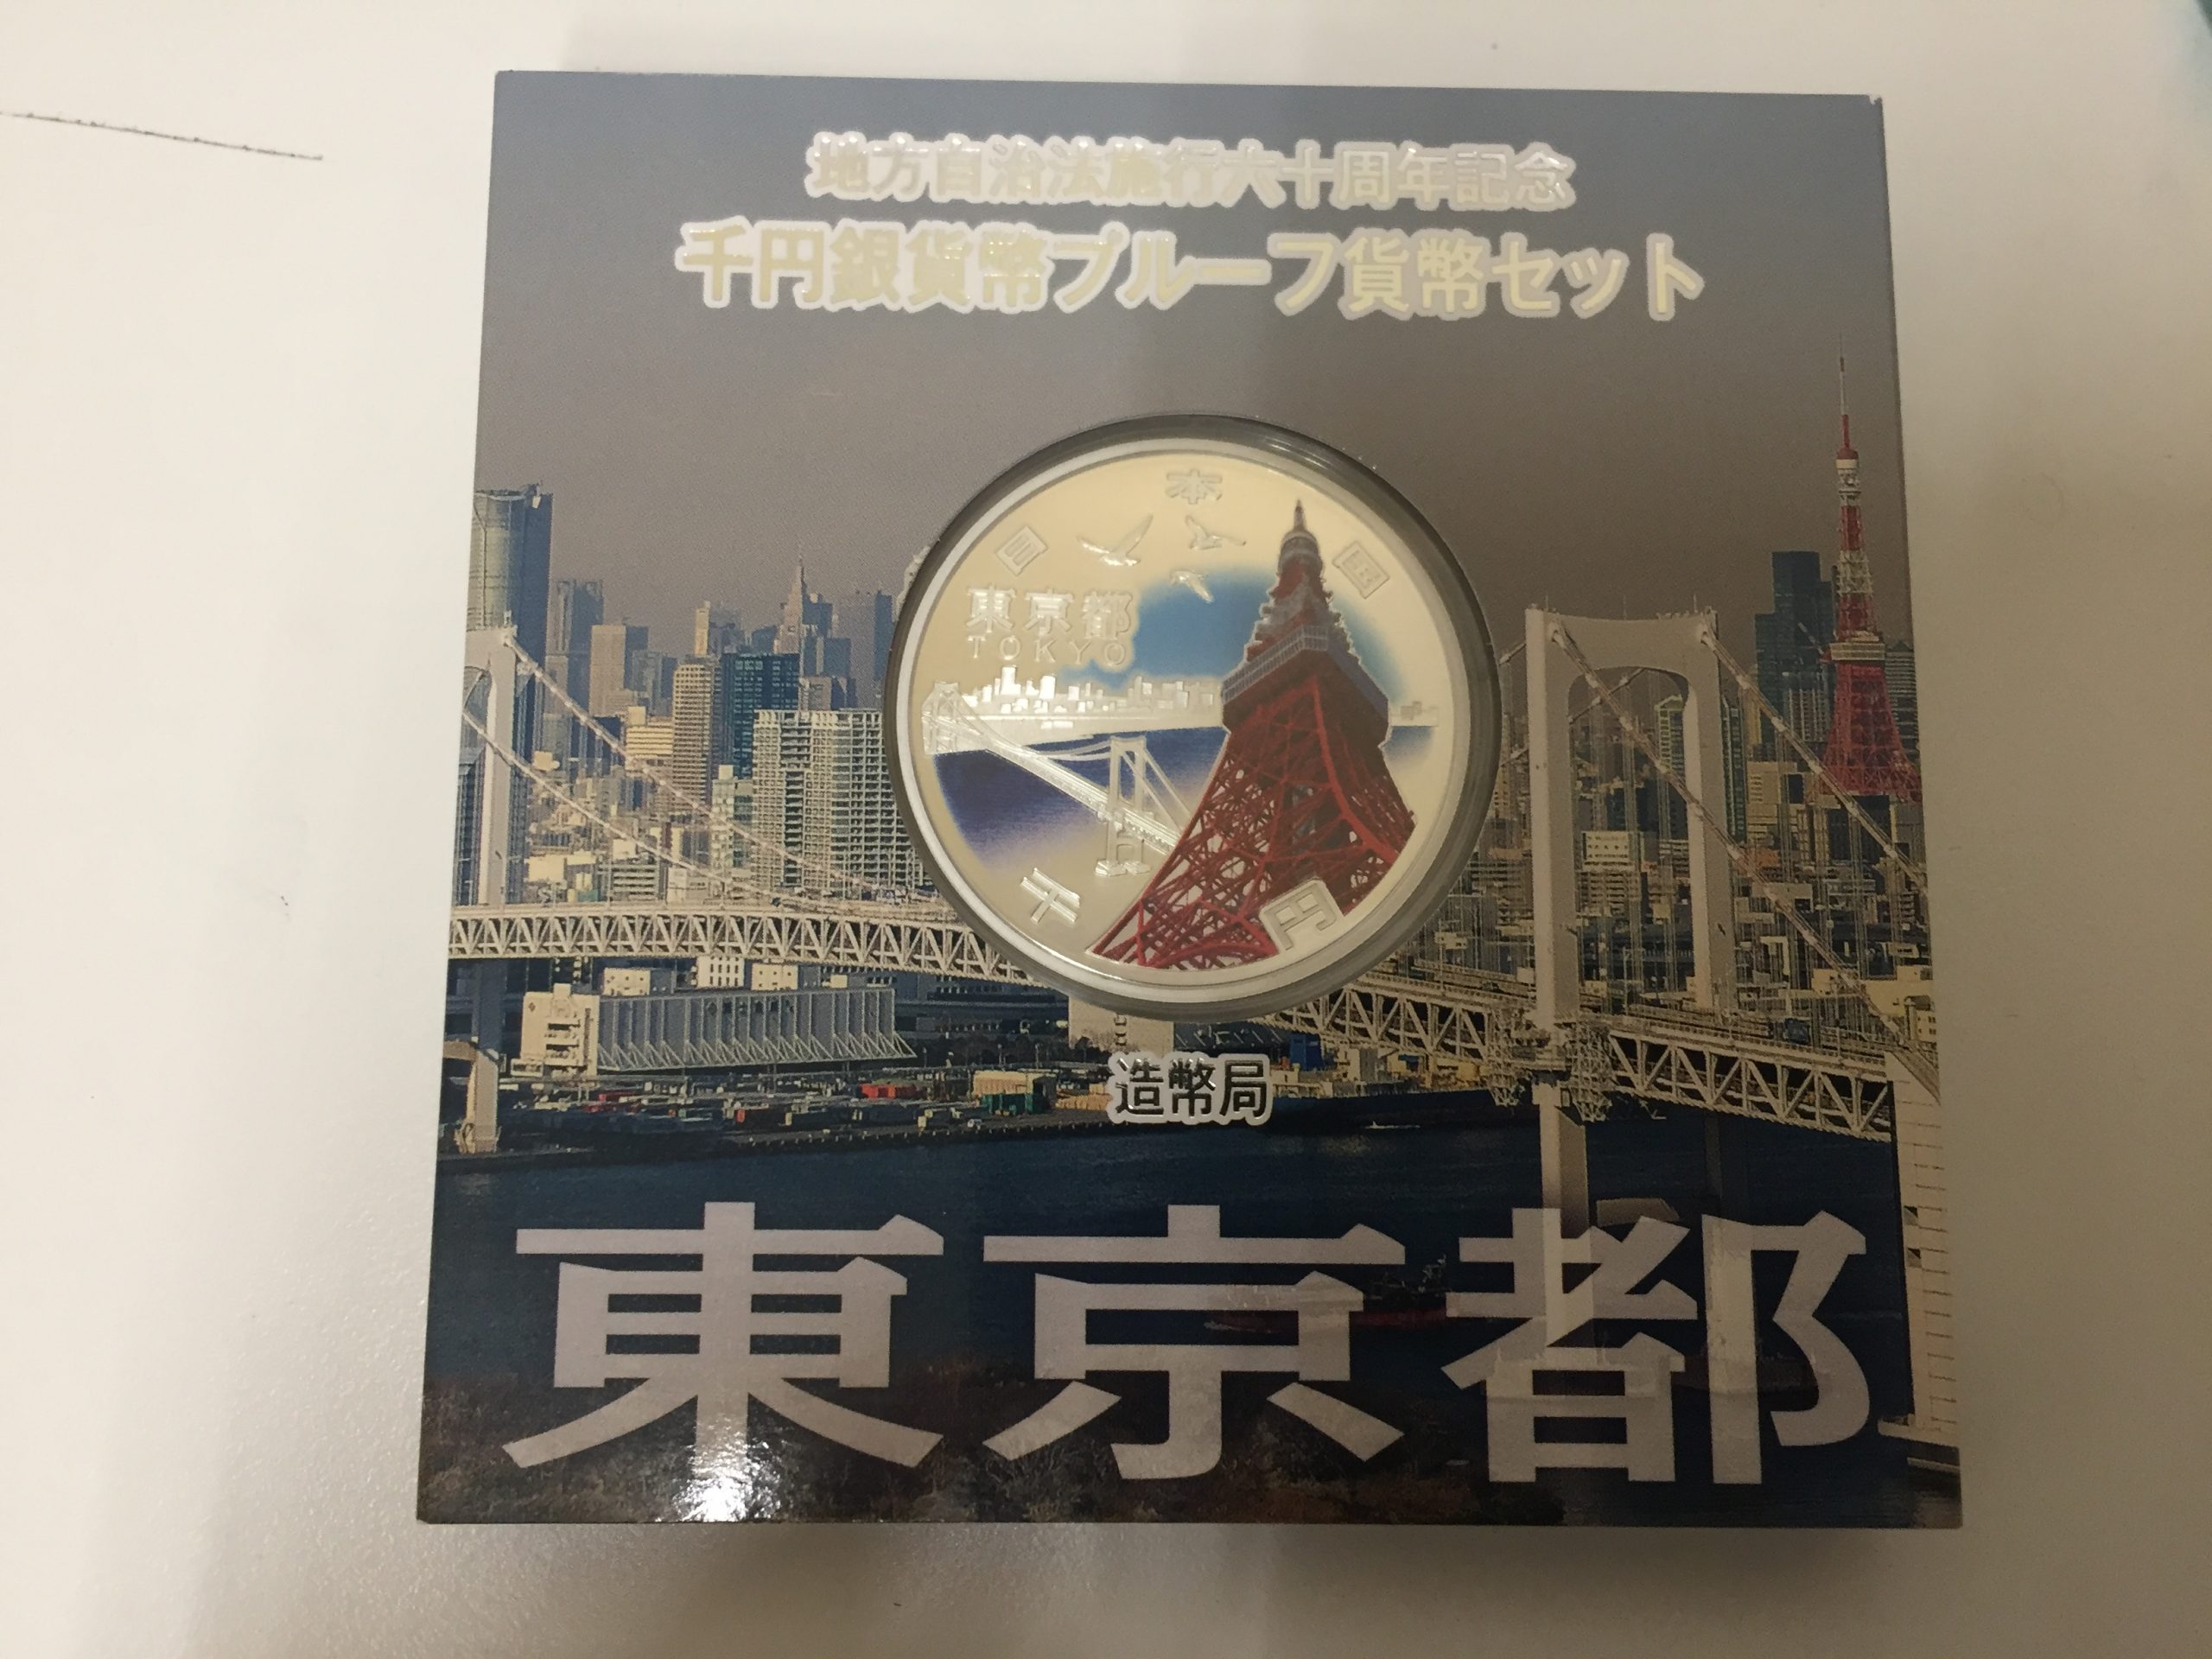 地方自治法施行六十周年記念
千円銀貨幣プルーフ貨幣セット
日本国
東京都
TOKYO
千円
造幣局
東京都